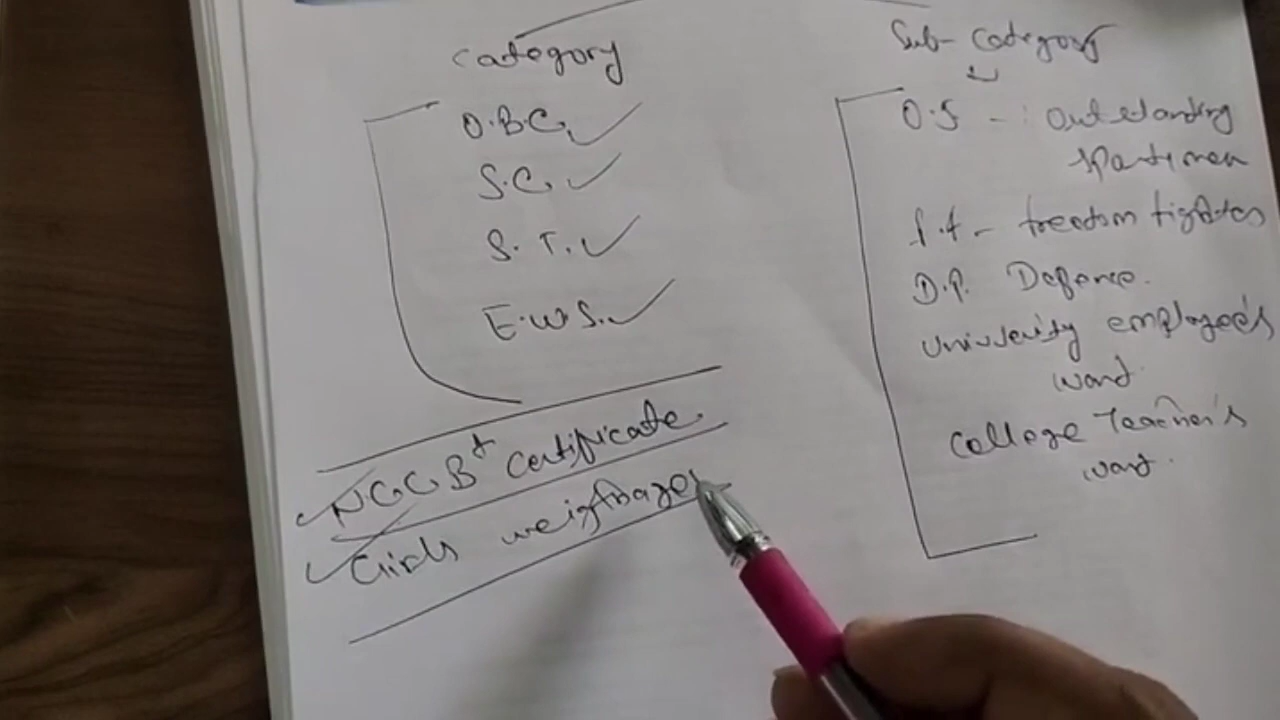 Category
O.B.C.
S.C.
S.T.
E.W.S.
N.C.C B+ Certificate.
Girls weightage
Sub-Category
O.S - : Outstanding
Sportsmen
f.f - freedom fighters
D.P. Defence.
University employee's
ward.
College Teacher's
ward.